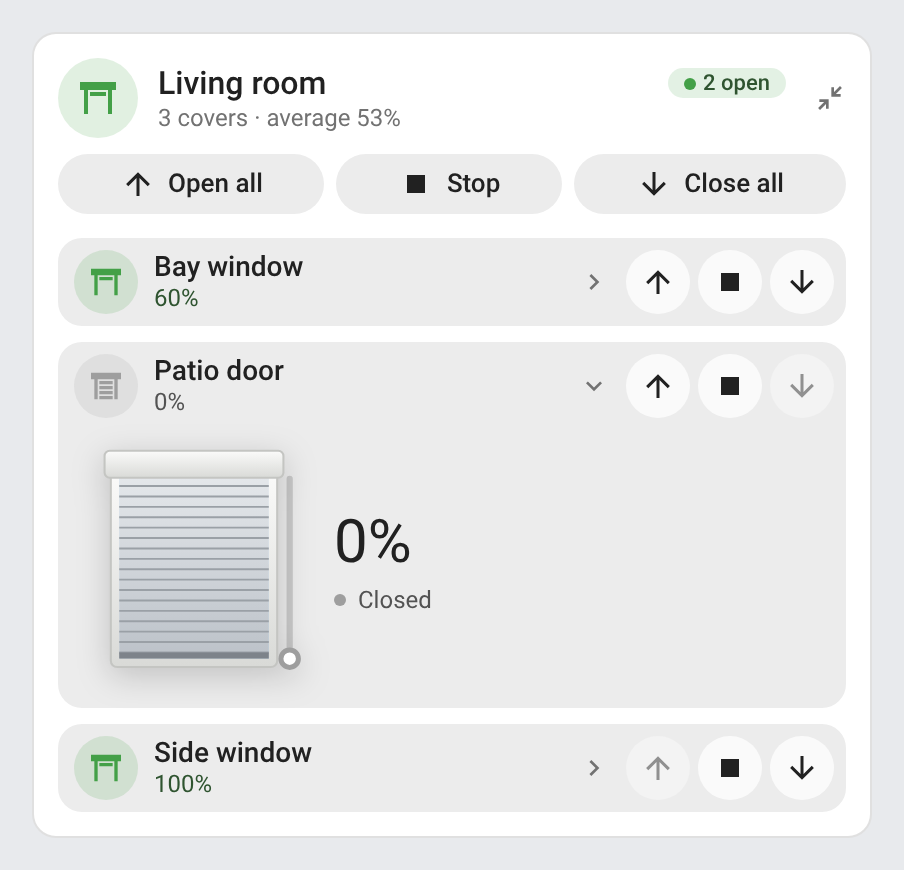 Living room
2 open
3 covers · average 53%
Open all
Stop
Close all
Bay window
60%
Patio door
0%
0%
Closed
Side window
100%